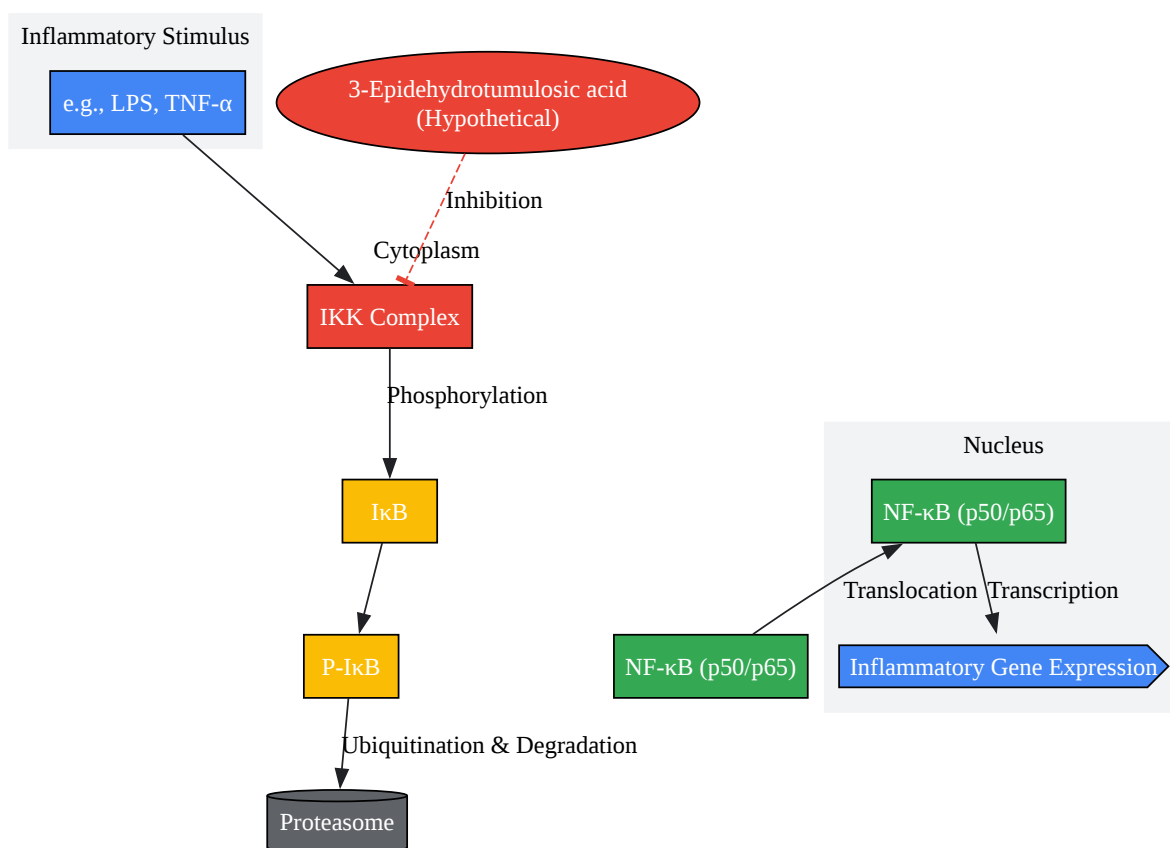 Inflammatory Stimulus
e.g., LPS, TNF-α
3-Epidehydrotumulosic acid
(Hypothetical)
Inhibition
Cytoplasm
IKK Complex
Phosphorylation
Nucleus
IκB
NF-κB (p50/p65)
Translocation
Transcription
P-IκB
NF-κB (p50/p65)
Inflammatory Gene Expression
Ubiquitination & Degradation
Proteasome